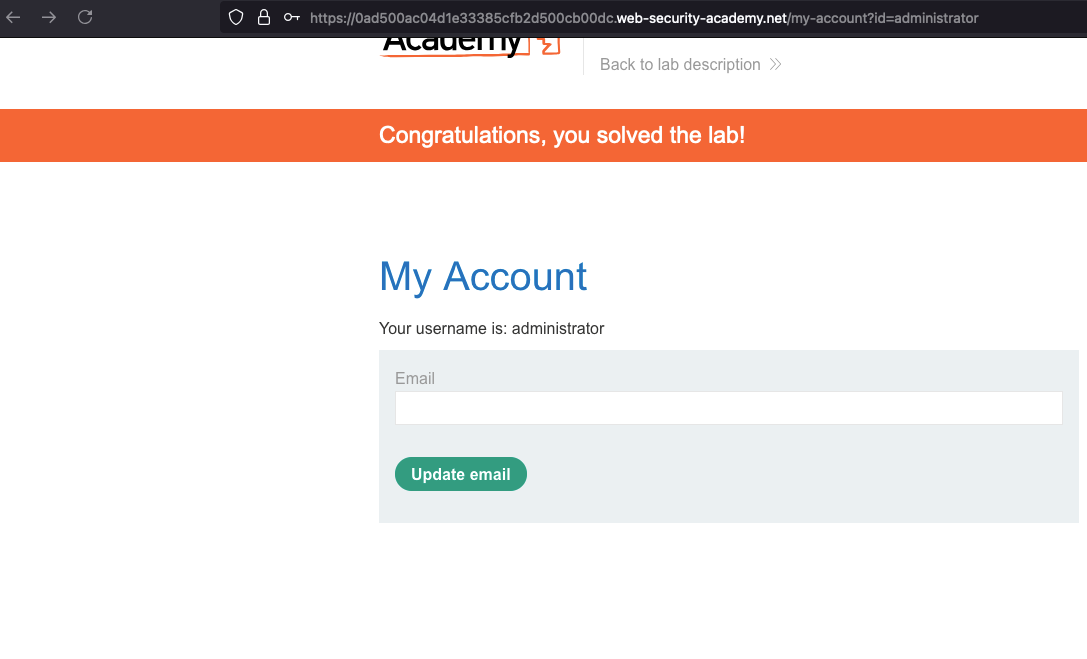 https://0ad500ac04d1e33385cfb2d500cb00dc.web-security-academy.net/my-account?id=administrator
Academy
Back to lab description
Congratulations, you solved the lab!
My Account
Your username is: administrator
Email
Update email